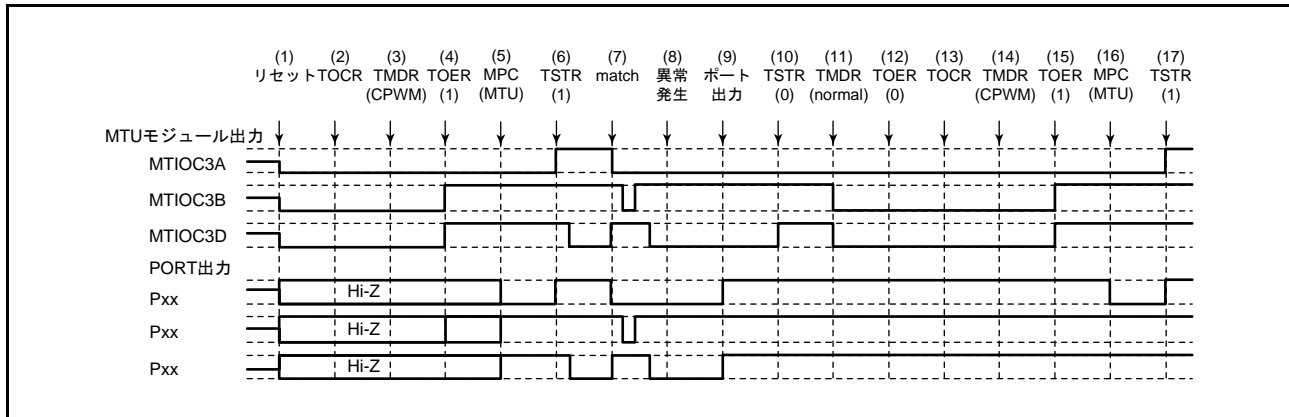 (1) (2) (3) (4) (5) (6) (7) (8) (9) (10) (11) (12) (13) (14) (15) (16) (17)
リセット TOCR TMDR TOER MPC TSTR match 異常 ポート TSTR TMDR TOER TOCR TMDR TOER MPC TSTR
(CPWM) (1) (MTU) (1) 発生 出力 (0) (normal) (0) (CPWM) (1) (MTU) (1)
MTUモジュール出力
MTIOC3A
MTIOC3B
MTIOC3D
PORT出力
Pxx Hi-Z
Pxx Hi-Z
Pxx Hi-Z